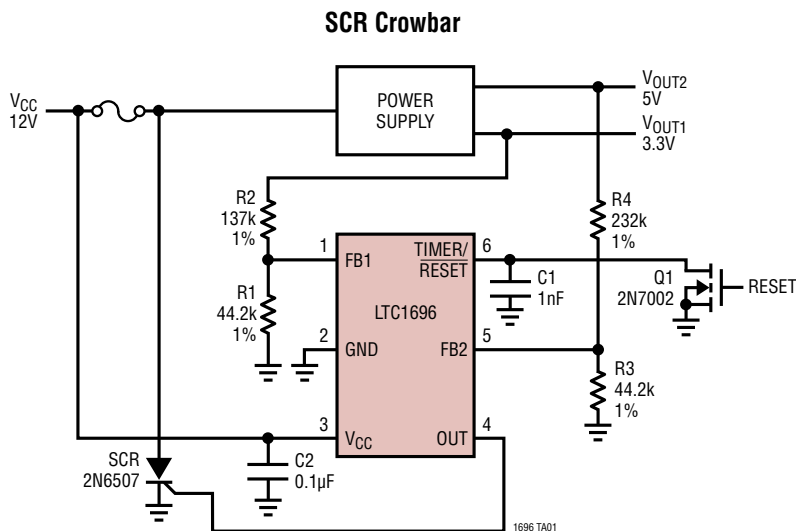 SCR Crowbar
VCC
12V
POWER
SUPPLY
VOUT2
5V
VOUT1
3.3V
R2
137k
1%
R4
232k
1%
1
FB1
TIMER/
RESET
6
C1
1nF
Q1
2N7002
RESET
R1
44.2k
1%
LTC1696
2
GND
FB2
5
R3
44.2k
1%
3
VCC
OUT
4
SCR
2N6507
C2
0.1µF
1696 TA01